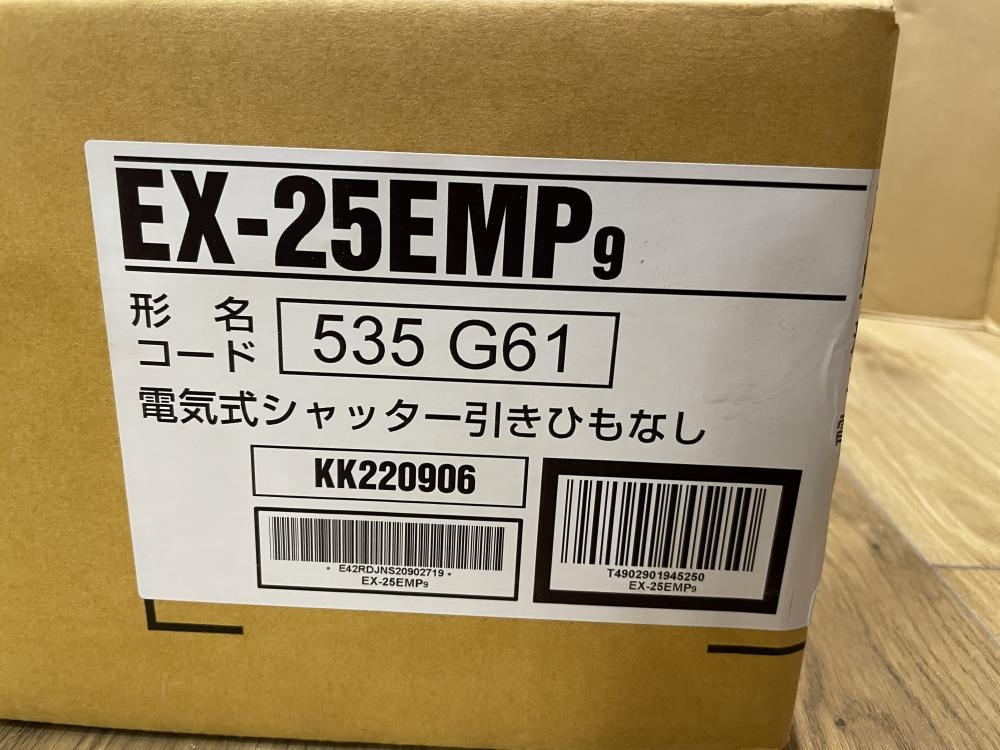 EX-25EMP9
形名
コード
535 G61
電気式シャッター引きひもなし
KK220906
* E42RDJNS20902719 *
EX-25EMP9
T4902901945250
EX-25EMP9